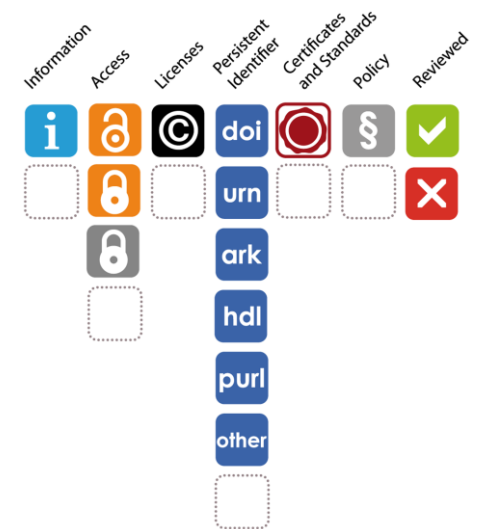 Information
Access
Licenses
Persistent
Identifier
Certificates
and Standards
Policy
Reviewed
i
©
doi
§
urn
ark
hdl
purl
other